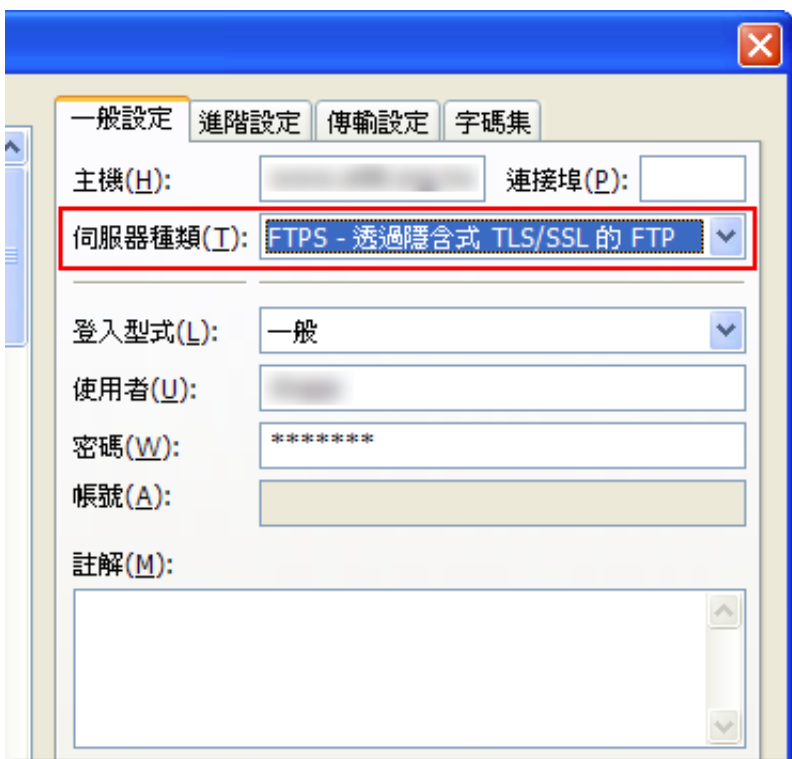 一般設定 進階設定 傳輸設定 字碼集
主機(H): 連接埠(P):
伺服器種類(T): FTPS - 透過隱含式 TLS/SSL 的 FTP
登入型式(L): 一般
使用者(U):
密碼(W): *******
帳號(A):
註解(M):